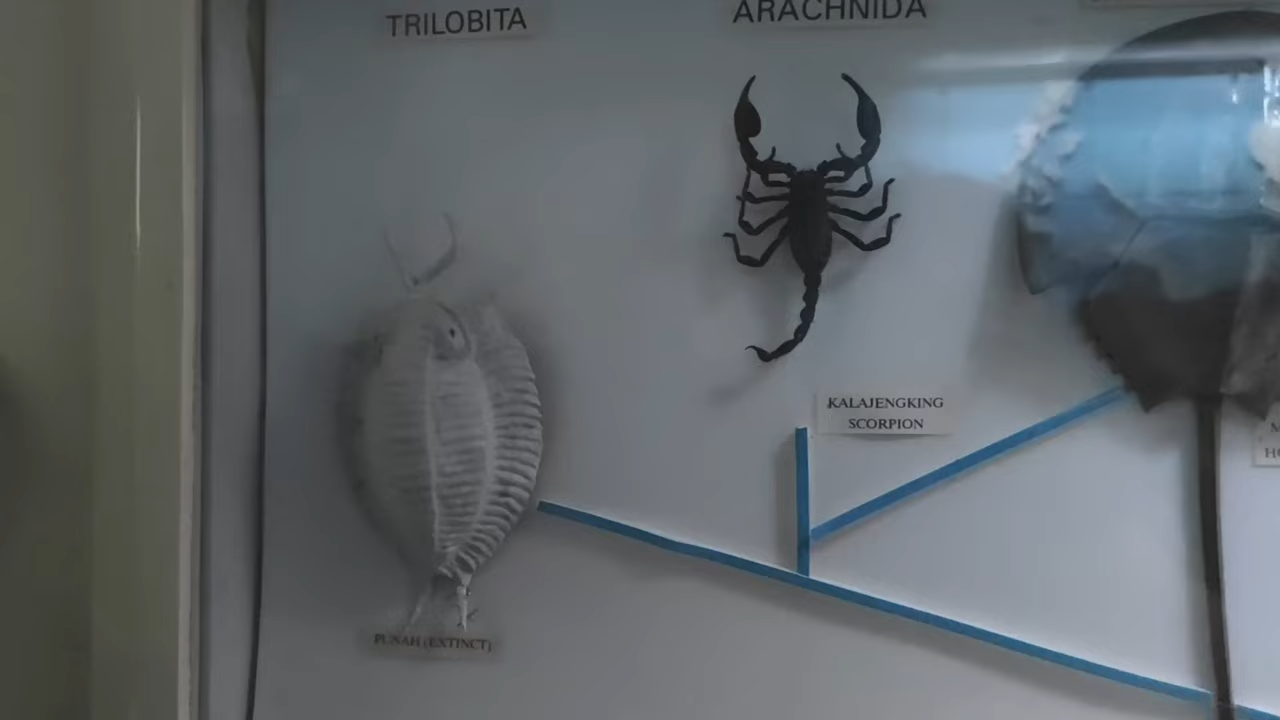 TRILOBITA
ARACHNIDA
KALAJENGKING
SCORPION
PUNAH (EXTINCT)